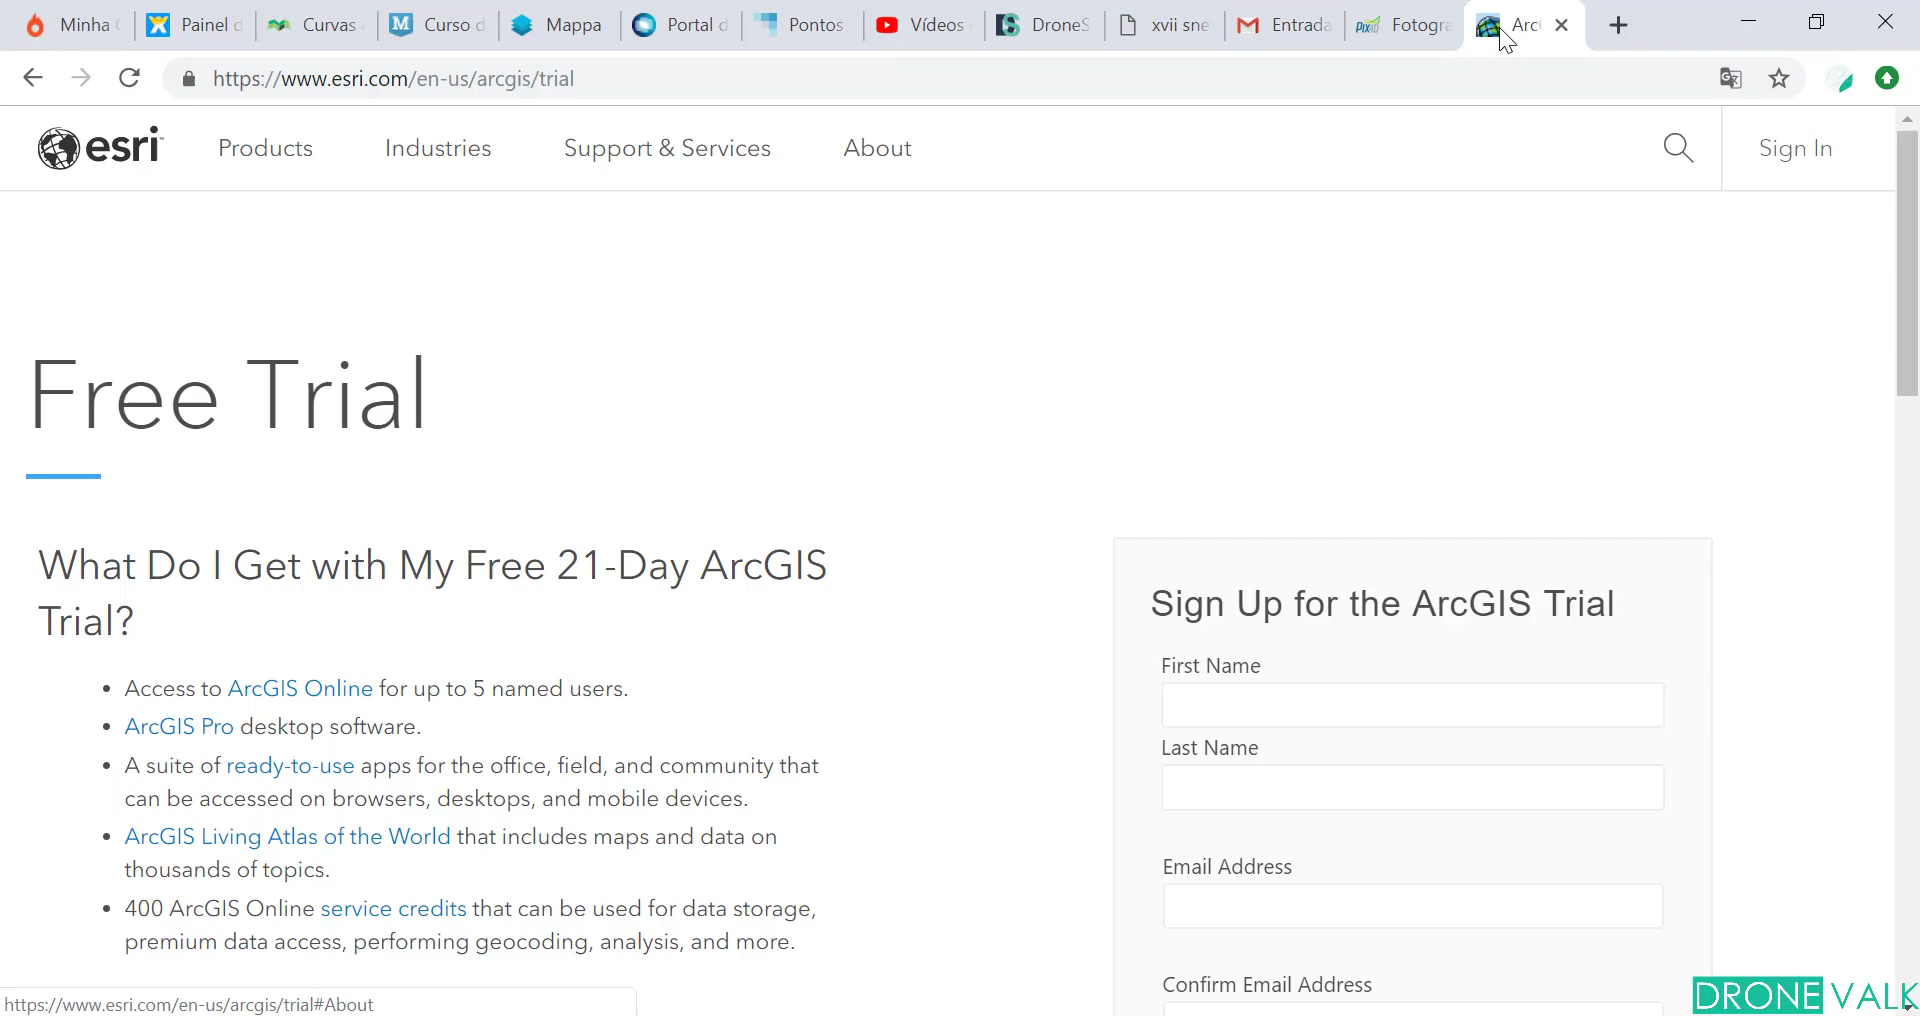 Minha
Painel d
Curvas
Curso d
Mappa
Portal d
Pontos
Vídeos
DroneS
xvii sne
Entrada
Fotogra
Arc
https://www.esri.com/en-us/arcgis/trial
esri
Products
Industries
Support & Services
About
Sign In
Free Trial
What Do I Get with My Free 21-Day ArcGIS
Trial?
• Access to ArcGIS Online for up to 5 named users.
• ArcGIS Pro desktop software.
• A suite of ready-to-use apps for the office, field, and community that
can be accessed on browsers, desktops, and mobile devices.
• ArcGIS Living Atlas of the World that includes maps and data on
thousands of topics.
• 400 ArcGIS Online service credits that can be used for data storage,
premium data access, performing geocoding, analysis, and more.
Sign Up for the ArcGIS Trial
First Name
Last Name
Email Address
Confirm Email Address
https://www.esri.com/en-us/arcgis/trial#About
DRONE VALK